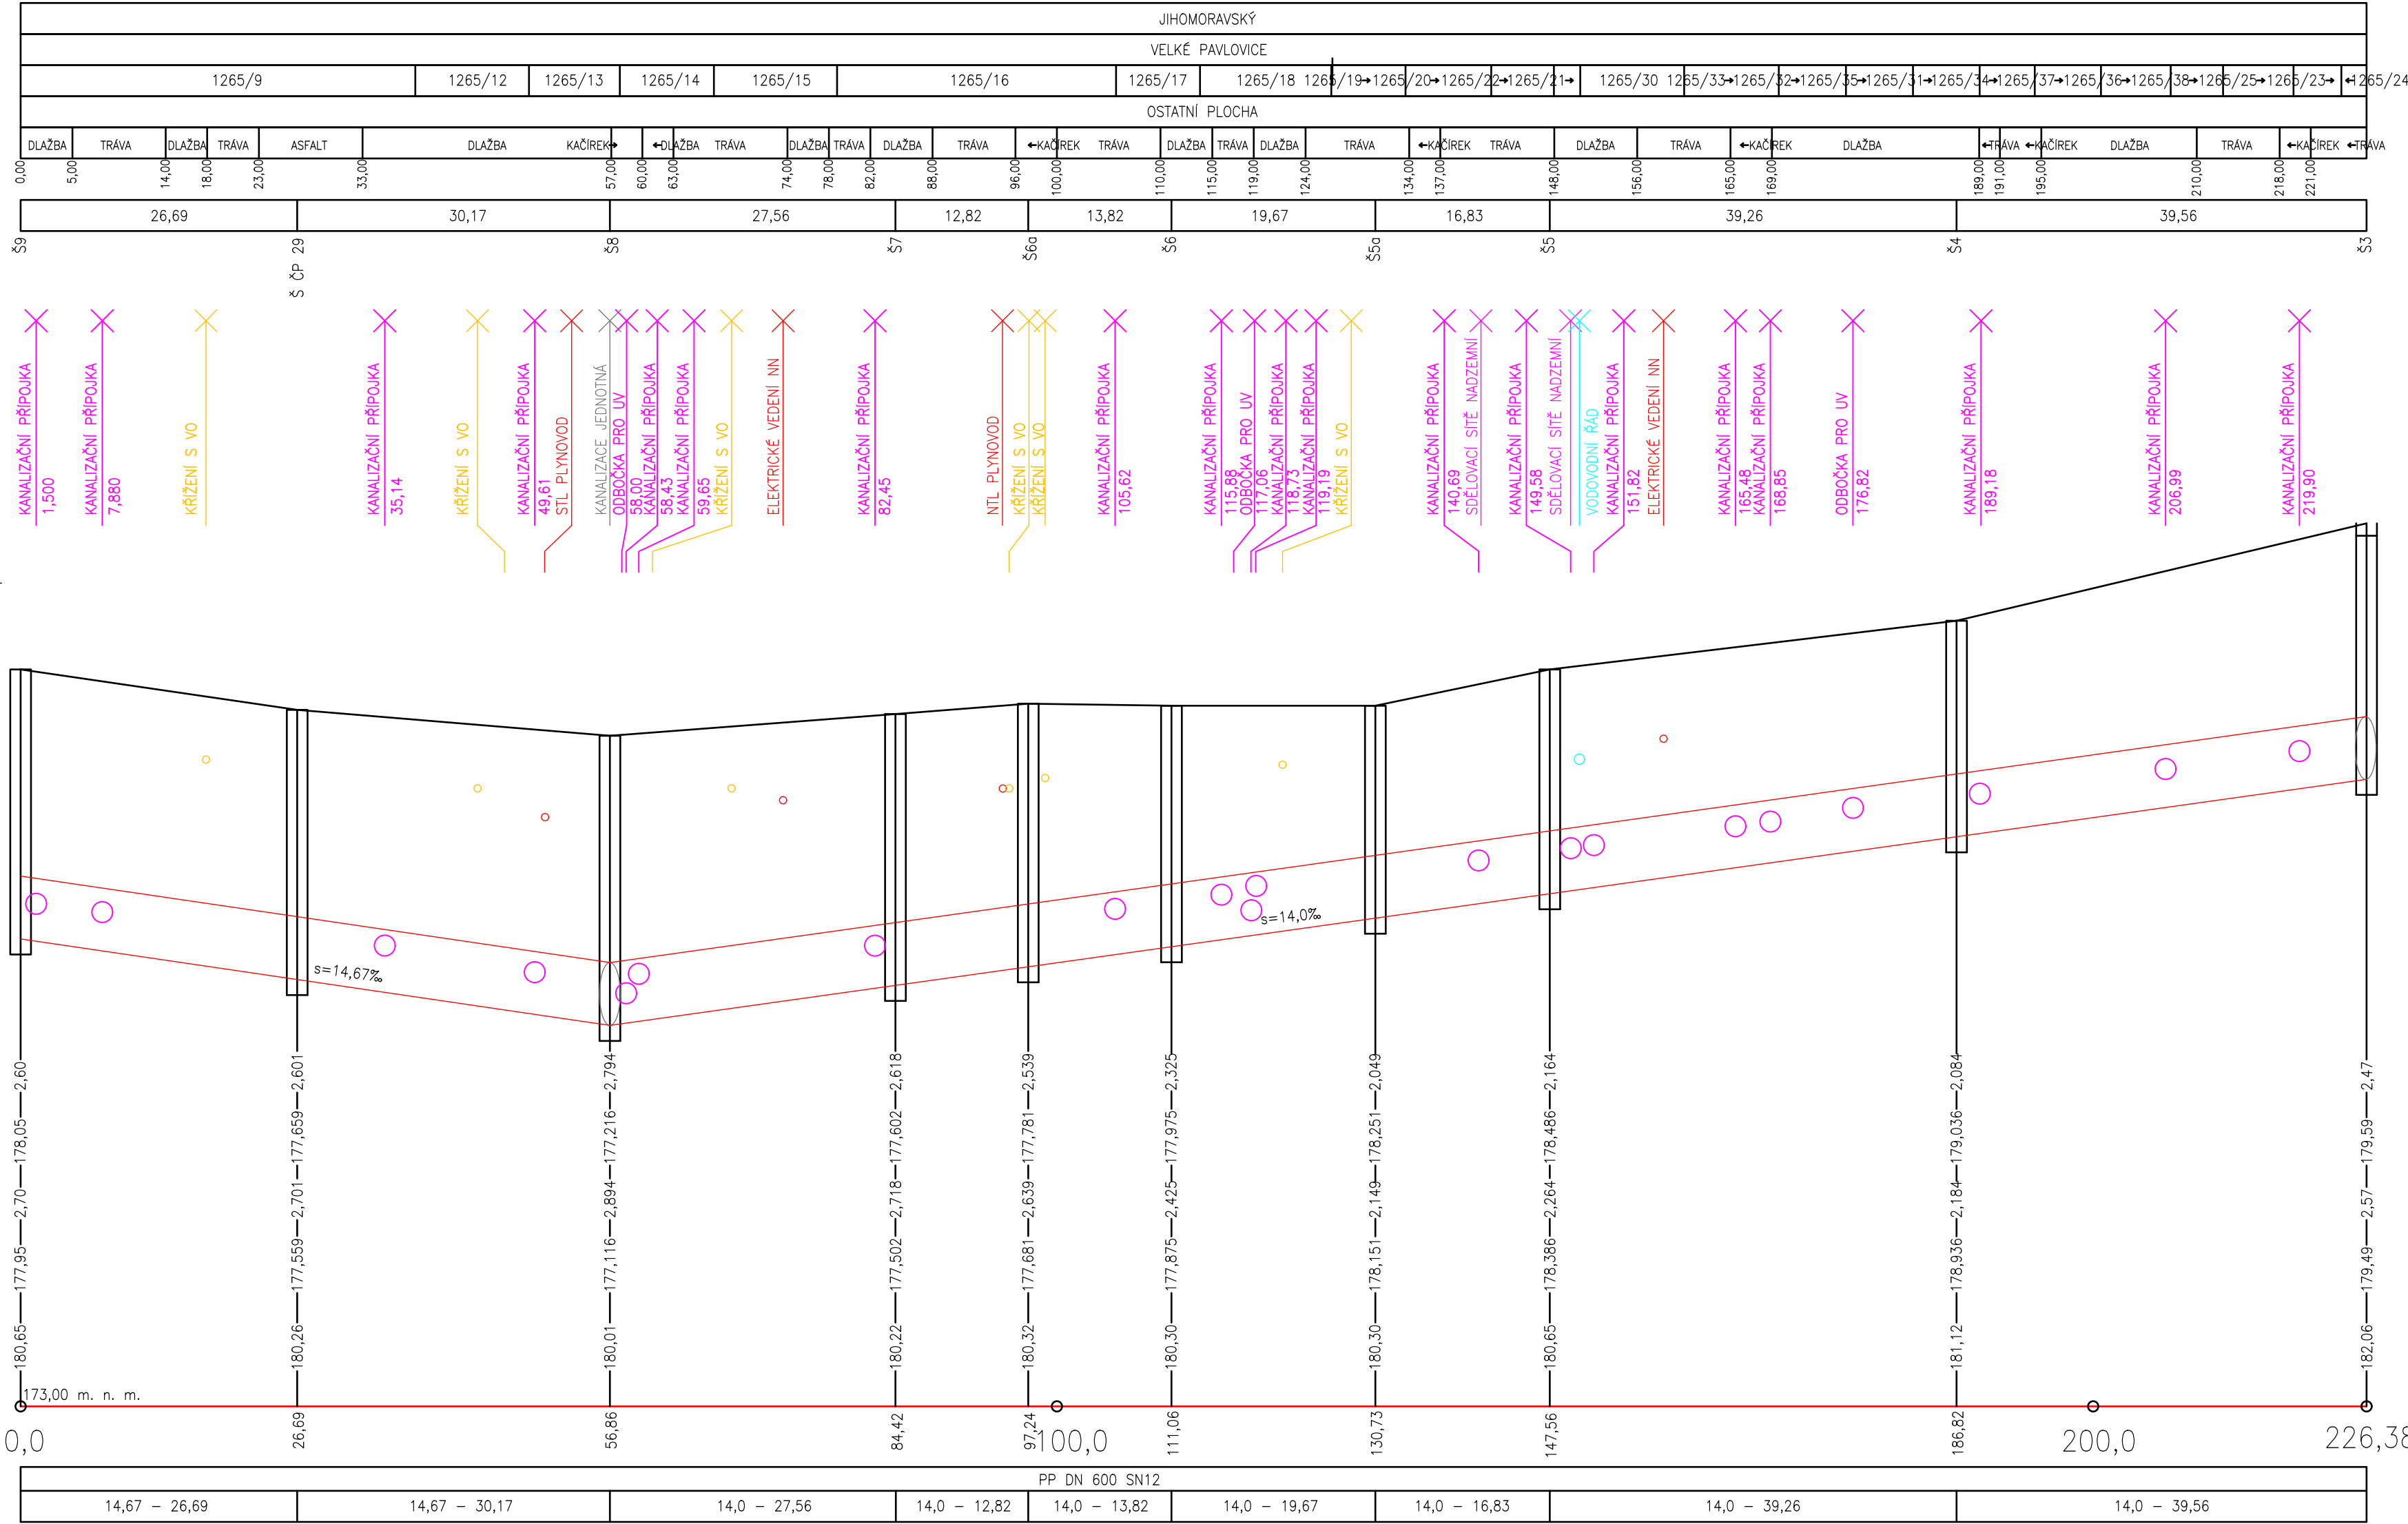 JIHOMORAVSKÝ
VELKÉ PAVLOVICE
1265/9 1265/12 1265/13 1265/14 1265/15 1265/16 1265/17 1265/18 1265/19 1265/20 1265/22 1265/21 1265/30 1265/33 1265/32 1265/35 1265/31 1265/34 1265/37 1265/36 1265/38 1265/25 1265/23 1265/24
OSTATNÍ PLOCHA
DLAŽBA TRÁVA DLAŽBA TRÁVA ASFALT DLAŽBA KAČÍREK DLAŽBA TRÁVA DLAŽBA TRÁVA DLAŽBA TRÁVA KAČÍREK TRÁVA DLAŽBA TRÁVA DLAŽBA TRÁVA KAČÍREK TRÁVA DLAŽBA TRÁVA KAČÍREK DLAŽBA TRÁVA KAČÍREK DLAŽBA TRÁVA KAČÍREK TRÁVA
0,00 5,00 14,00 18,00 23,00 33,00 57,00 60,00 63,00 74,00 78,00 82,00 88,00 96,00 100,00 110,00 115,00 119,00 124,00 134,00 137,00 148,00 156,00 165,00 169,00 189,00 191,00 195,00 210,00 218,00 221,00
26,69 30,17 27,56 12,82 13,82 19,67 16,83 39,26 39,56
Š9 Š ČP 29 Š8 Š7 Š6a Š6 Š5a Š5 Š4 Š3
KANALIZAČNÍ PŘÍPOJKA
1,500
KANALIZAČNÍ PŘÍPOJKA
7,880
KŘÍŽENÍ S VO
KANALIZAČNÍ PŘÍPOJKA
35,14
KŘÍŽENÍ S VO
KANALIZAČNÍ PŘÍPOJKA
49,61
STL PLYNOVOD
KANALIZACE JEDNOTNÁ
ODBOČKA PRO UV
58,00
KANALIZAČNÍ PŘÍPOJKA
58,43
KANALIZAČNÍ PŘÍPOJKA
59,65
KŘÍŽENÍ S VO
ELEKTRICKÉ VEDENÍ NN
KANALIZAČNÍ PŘÍPOJKA
82,45
NTL PLYNOVOD
KŘÍŽENÍ S VO
KŘÍŽENÍ S VO
KANALIZAČNÍ PŘÍPOJKA
105,62
KANALIZAČNÍ PŘÍPOJKA
115,88
ODBOČKA PRO UV
117,06
KANALIZAČNÍ PŘÍPOJKA
118,73
KANALIZAČNÍ PŘÍPOJKA
119,19
KŘÍŽENÍ S VO
KANALIZAČNÍ PŘÍPOJKA
140,69
SDĚLOVACÍ SÍTĚ NADZEMNÍ
KANALIZAČNÍ PŘÍPOJKA
149,58
SDĚLOVACÍ SÍTĚ NADZEMNÍ
VODOVODNÍ ŘÁD
KANALIZAČNÍ PŘÍPOJKA
151,82
ELEKTRICKÉ VEDENÍ NN
KANALIZAČNÍ PŘÍPOJKA
165,48
KANALIZAČNÍ PŘÍPOJKA
168,85
ODBOČKA PRO UV
176,82
KANALIZAČNÍ PŘÍPOJKA
189,18
KANALIZAČNÍ PŘÍPOJKA
206,99
KANALIZAČNÍ PŘÍPOJKA
219,90
s=14,67‰
s=14,0‰
180,65 177,95 2,70 178,05 2,60
180,26 177,559 2,701 177,659 2,601
180,01 177,116 2,894 177,216 2,794
180,22 177,502 2,718 177,602 2,618
180,32 177,681 2,639 177,781 2,539
180,30 177,875 2,425 177,975 2,325
180,30 178,151 2,149 178,251 2,049
180,65 178,386 2,264 178,486 2,164
181,12 178,936 2,184 179,036 2,084
182,06 179,49 2,57 179,59 2,47
173,00 m. n. m.
26,69 56,86 84,42 97,24 111,06 130,73 147,56 186,82
0,0 100,0 200,0 226,38
PP DN 600 SN12
14,67 – 26,69 14,67 – 30,17 14,0 – 27,56 14,0 – 12,82 14,0 – 13,82 14,0 – 19,67 14,0 – 16,83 14,0 – 39,26 14,0 – 39,56